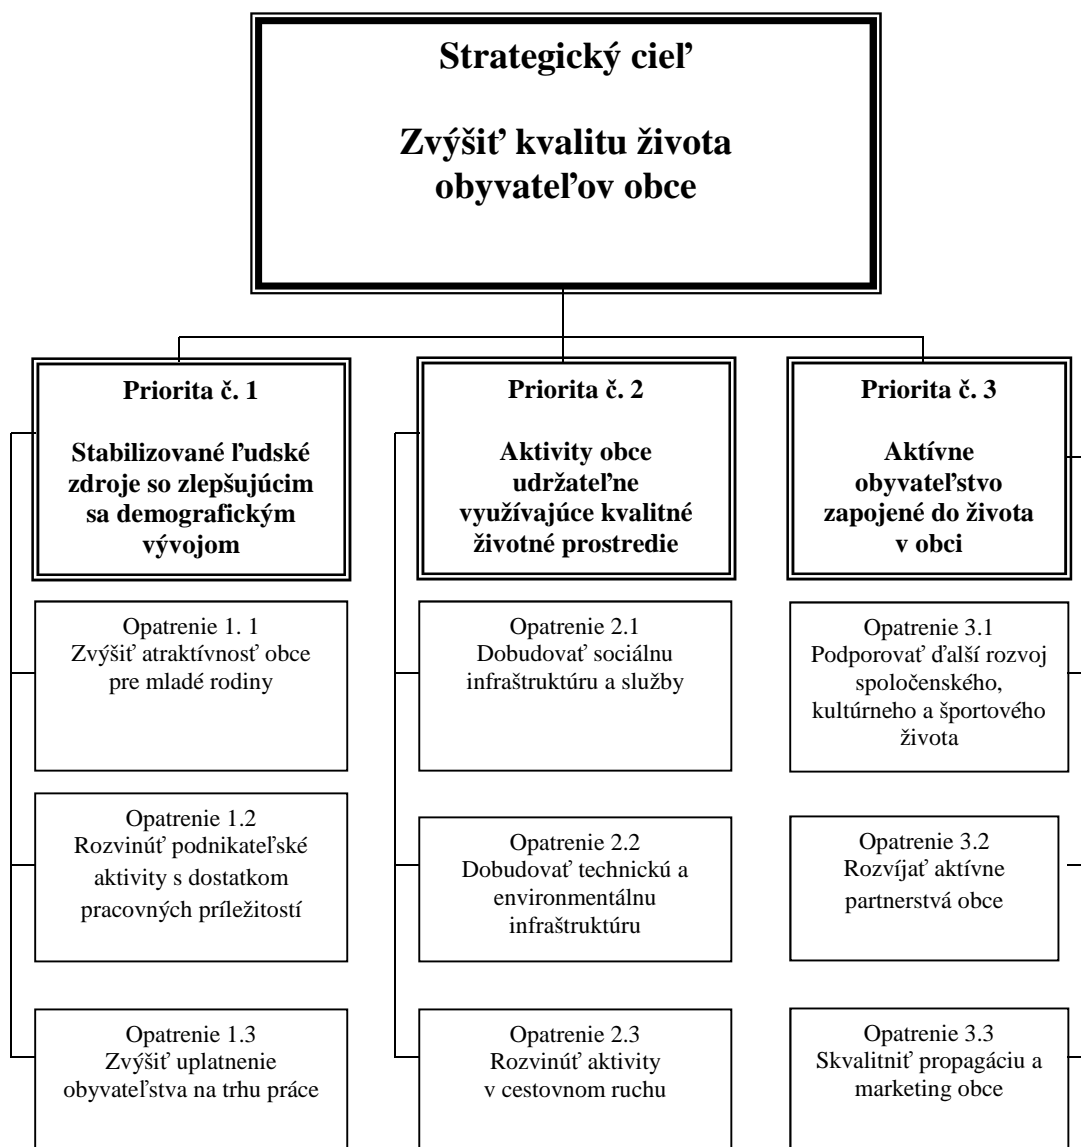 Strategický cieľ
Zvýšiť kvalitu života
obyvateľov obce
Priorita č. 1
Stabilizované ľudské
zdroje so zlepšujúcim
sa demografickým
vývojom
Priorita č. 2
Aktivity obce
udržateľne
využívajúce kvalitné
životné prostredie
Priorita č. 3
Aktívne
obyvateľstvo
zapojené do života
v obci
Opatrenie 1. 1
Zvýšiť atraktívnosť obce
pre mladé rodiny
Opatrenie 2.1
Dobudovať sociálnu
infraštruktúru a služby
Opatrenie 3.1
Podporovať ďalší rozvoj
spoločenského,
kultúrneho a športového
života
Opatrenie 1.2
Rozvinúť podnikateľské
aktivity s dostatkom
pracovných príležitostí
Opatrenie 2.2
Dobudovať technickú a
environmentálnu
infraštruktúru
Opatrenie 3.2
Rozvíjať aktívne
partnerstvá obce
Opatrenie 1.3
Zvýšiť uplatnenie
obyvateľstva na trhu práce
Opatrenie 2.3
Rozvinúť aktivity
v cestovnom ruchu
Opatrenie 3.3
Skvalitniť propagáciu a
marketing obce